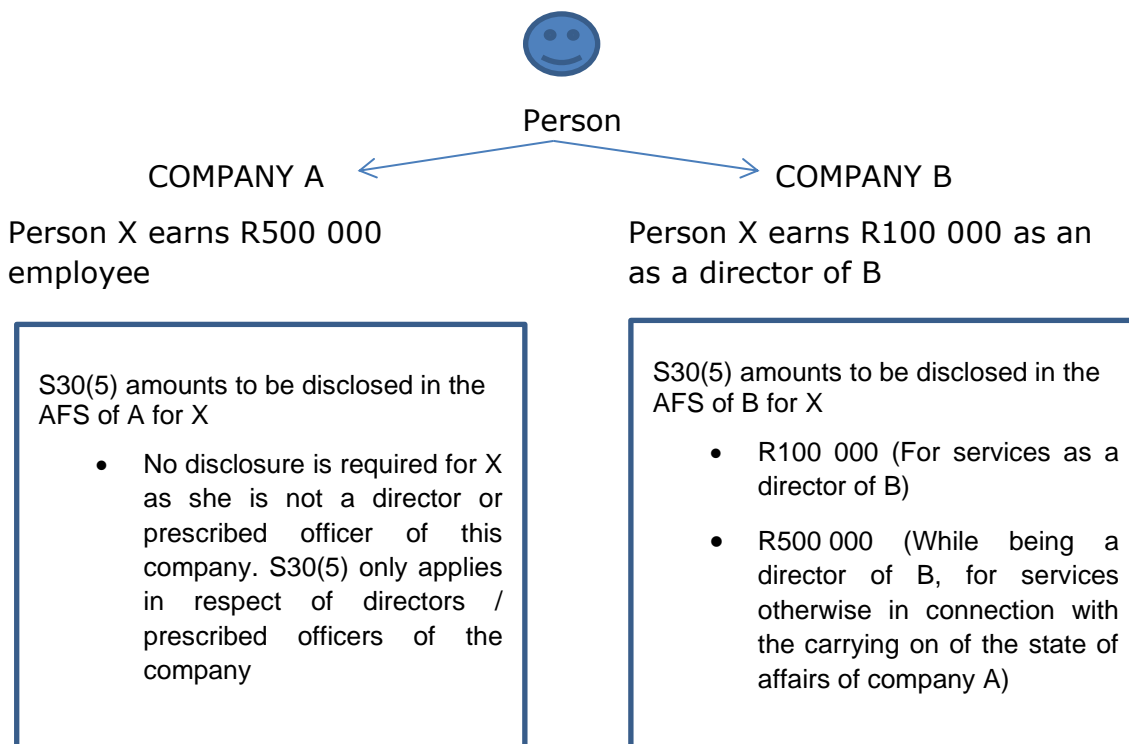 Person
COMPANY A
Person X earns R500 000
employee
S30(5) amounts to be disclosed in the
AFS of A for X
• No disclosure is required for X
as she is not a director or
prescribed officer of this
company. S30(5) only applies
in respect of directors /
prescribed officers of the
company
COMPANY B
Person X earns R100 000 as an
as a director of B
S30(5) amounts to be disclosed in the
AFS of B for X
• R100 000 (For services as a
director of B)
• R500 000 (While being a
director of B, for services
otherwise in connection with
the carrying on of the state of
affairs of company A)